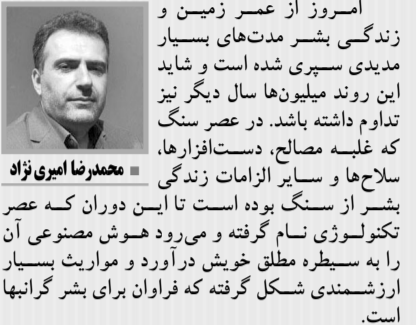 امروز از عمر زمین و
زندگی بشر مدت‌های بسیار
مدیدی سپری شده است و شاید
این روند میلیون‌ها سال دیگر نیز
تداوم داشته باشد. در عصر سنگ
که غلبه مصالح، دست‌افزارها،
سلاح‌ها و سایر الزامات زندگی
محمدرضا امیری‌نژاد
بشر از سنگ بوده است تا این دوران که عصر
تکنولوژی نام گرفته و می‌رود هوش مصنوعی آن
را به سیطره مطلق خویش درآورد و مواریث بسیار
ارزشمندی شکل گرفته که فراوان برای بشر گرانبها
است.